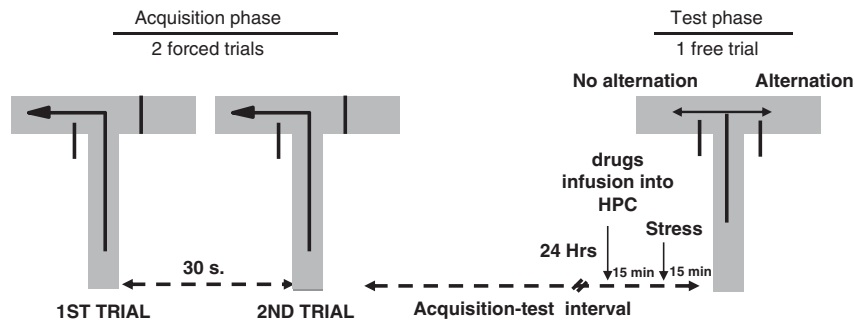 Acquisition phase
2 forced trials
Test phase
1 free trial
No alternation
Alternation
drugs
infusion into
HPC
Stress
24 Hrs
15 min
15 min
30 s.
1ST TRIAL
2ND TRIAL
Acquisition-test interval